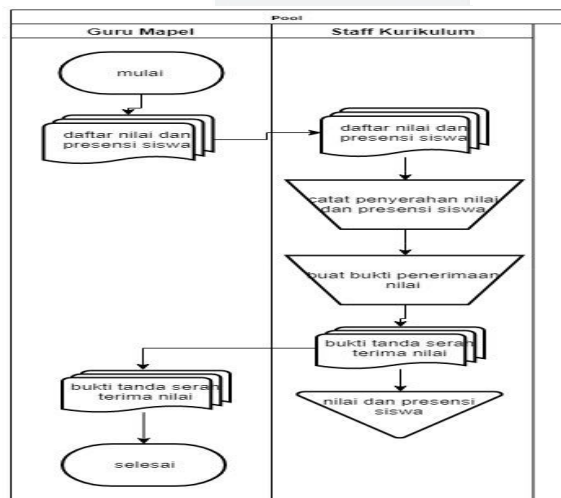 Pool
Guru Mapel
Staff Kurikulum
mulai
daftar nilai dan
presensi siswa
daftar nilai dan
presensi siswa
catat penyerahan nilai
dan presensi siswa
buat bukti penerimaan
nilai
bukti tanda serah
terima nilai
bukti tanda serah
terima nilai
nilai dan presensi
siswa
selesai